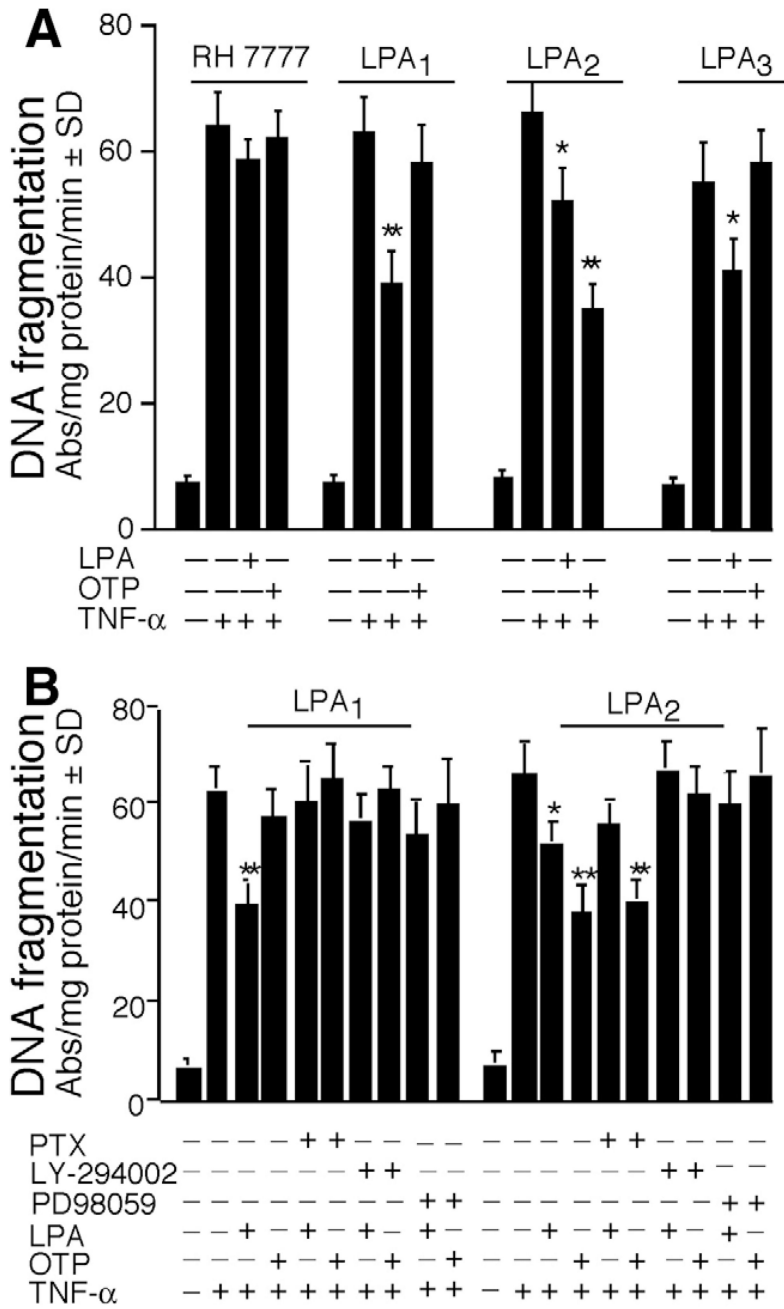 A
DNA fragmentation
Abs/mg protein/min ± SD
80
60
40
20
0
RH 7777 LPA1 LPA2 LPA3
** * ** *
LPA — — + — — — + — — — + — — — + —
OTP — — — + — — — + — — — + — — — +
TNF-α — + + + — + + + — + + + — + + +
B
DNA fragmentation
Abs/mg protein/min ± SD
80
60
40
20
0
LPA1 LPA2
** * ** **
PTX — — — — + + — — — — — — — — + + — — — —
LY-294002 — — — — — — + + — — — — — — — — + + — —
PD98059 — — — — — — — — + + — — — — — — — — + +
LPA — — + — + — + — + — — — + — + — + — + —
OTP — — — + — + — + — + — — — + — + — + — +
TNF-α — + + + + + + + + + — + + + + + + + + +